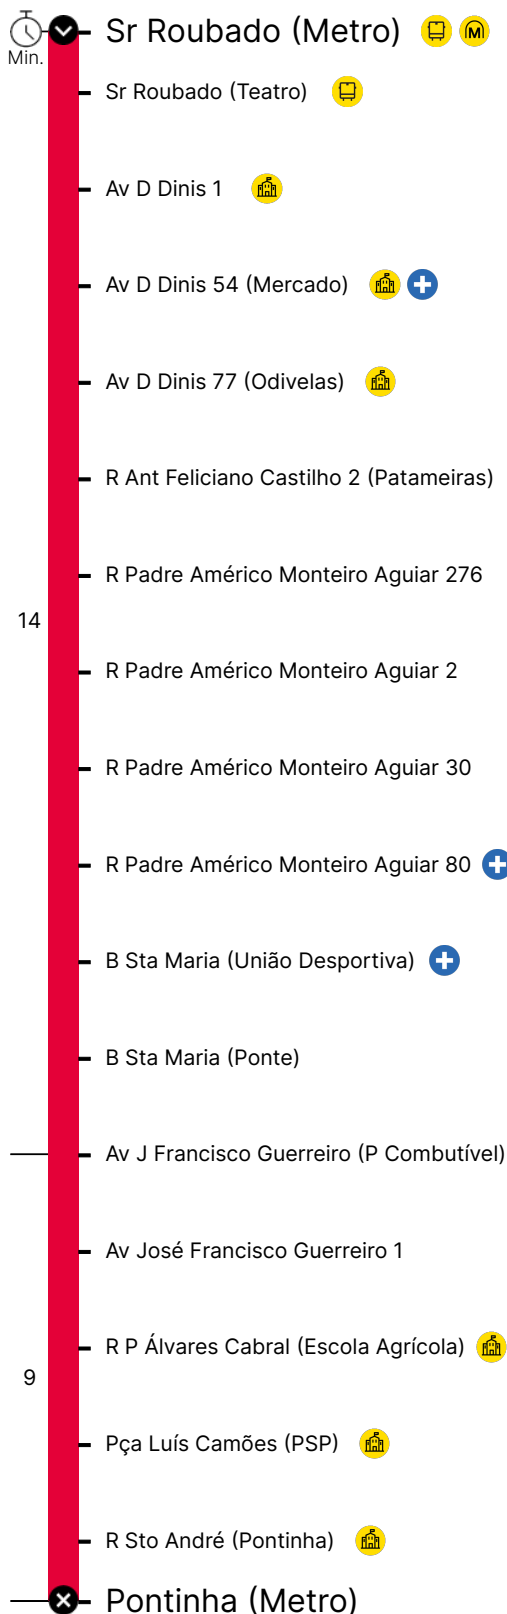 Sr Roubado (Metro)
Min.
Sr Roubado (Teatro)
Av D Dinis 1
Av D Dinis 54 (Mercado)
Av D Dinis 77 (Odivelas)
R Ant Feliciano Castilho 2 (Patameiras)
R Padre Américo Monteiro Aguiar 276
14
R Padre Américo Monteiro Aguiar 2
R Padre Américo Monteiro Aguiar 30
R Padre Américo Monteiro Aguiar 80
B Sta Maria (União Desportiva)
B Sta Maria (Ponte)
Av J Francisco Guerreiro (P Combutível)
Av José Francisco Guerreiro 1
R P Álvares Cabral (Escola Agrícola)
9
Pça Luís Camões (PSP)
R Sto André (Pontinha)
Pontinha (Metro)